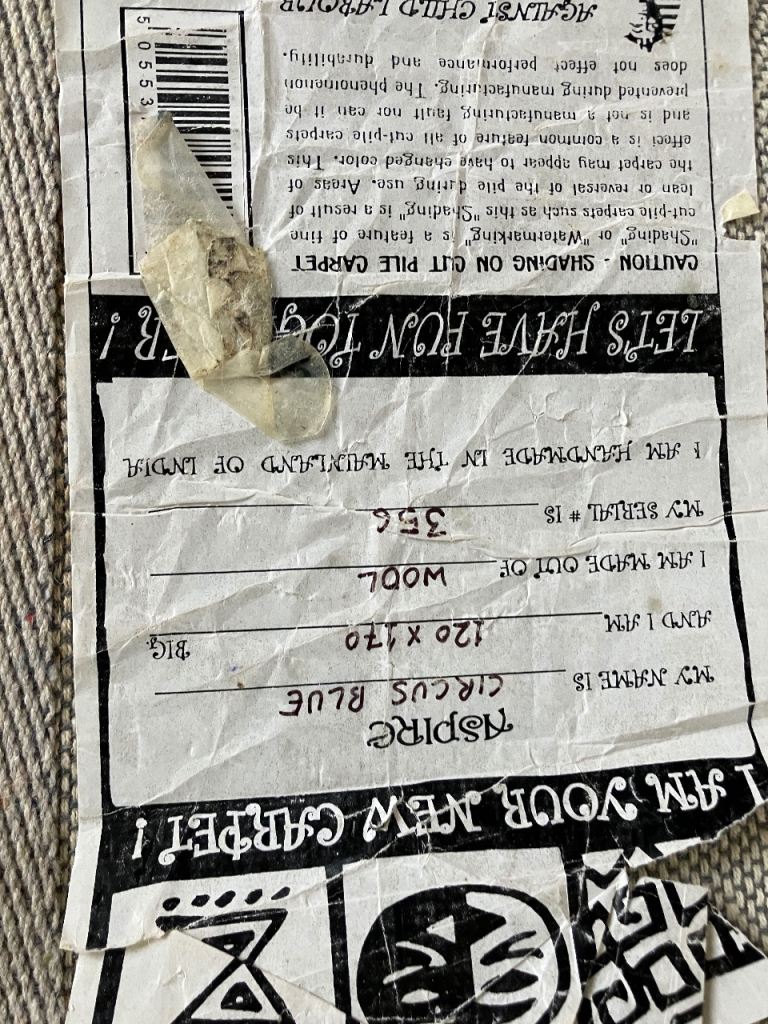 I AM YOUR NEW CARPET!
ASPIRE
MY NAME IS CIRCUS BLUE
AND I AM 120 X 170 BIG.
I AM MADE OUT OF WOOL
MY SERIAL # IS 356
I AM HANDMADE IN THE MAINLAND OF INDIA
LET'S HAVE FUN !
CAUTION - SHADING ON CUT PILE CARPET
"Shading" or "Watermarking" is a feature of fine
cut-pile carpets such as this "Shading" is a result of
lean or reversal of the pile during use. Areas of
the carpet may appear to have changed color. This
effect is a common feature of all cut-pile carpets
and is not a manufacturing fault nor can it be
prevented during manufacturing. The phenomenon
does not effect performance and durability.
AGAINST CHILD LABOUR
5 0553